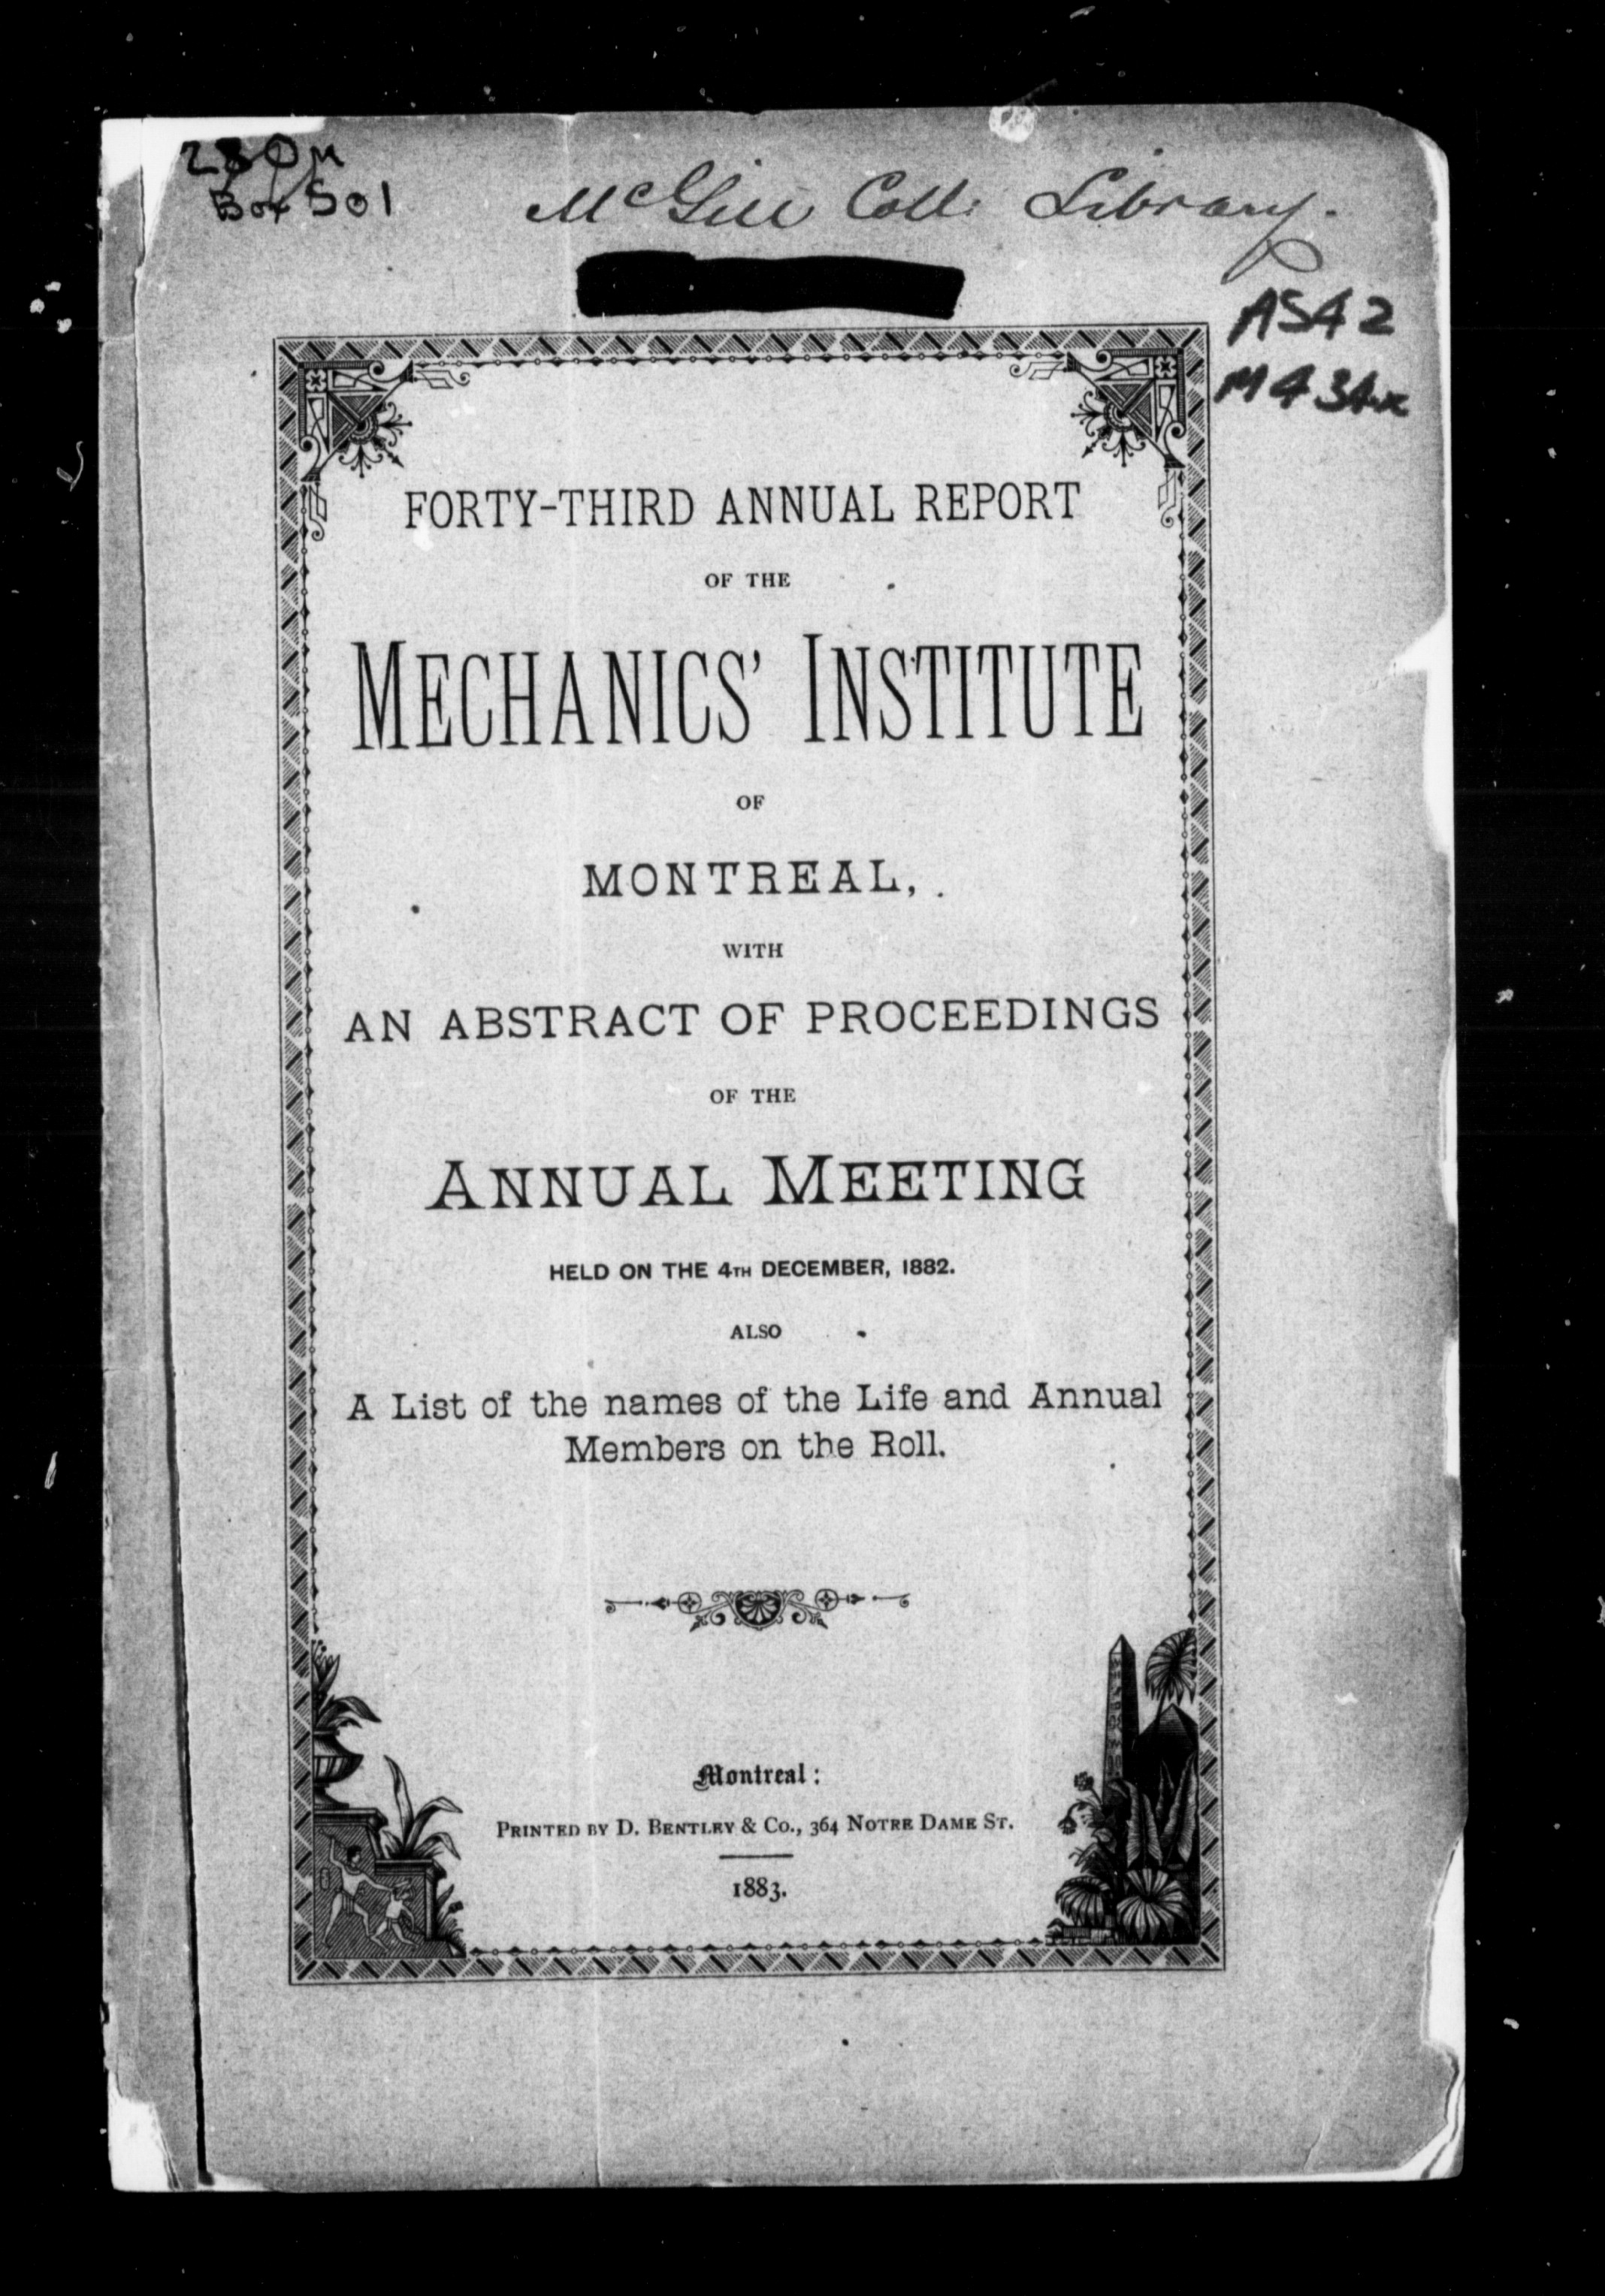 280M
Box 501
McGill Coll. Library.
AS42
M434x
FORTY-THIRD ANNUAL REPORT
OF THE
MECHANICS' INSTITUTE
OF
MONTREAL,
WITH
AN ABSTRACT OF PROCEEDINGS
OF THE
ANNUAL MEETING
HELD ON THE 4TH DECEMBER, 1882.
ALSO
A List of the names of the Life and Annual
Members on the Roll.
Montreal:
PRINTED BY D. BENTLEY & CO., 364 NOTRE DAME ST.
1883.